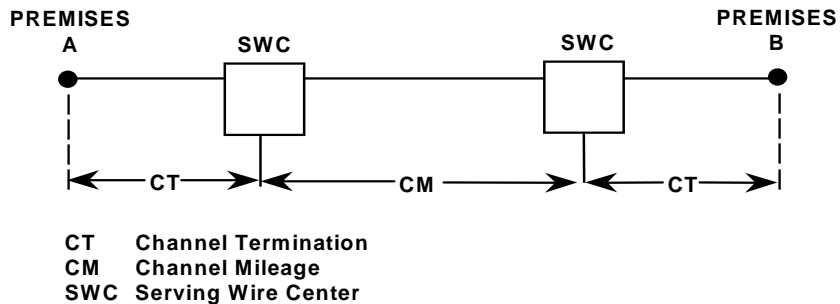 PREMISES
A
SWC
SWC
PREMISES
B
CT
CM
CT
CT Channel Termination
CM Channel Mileage
SWC Serving Wire Center